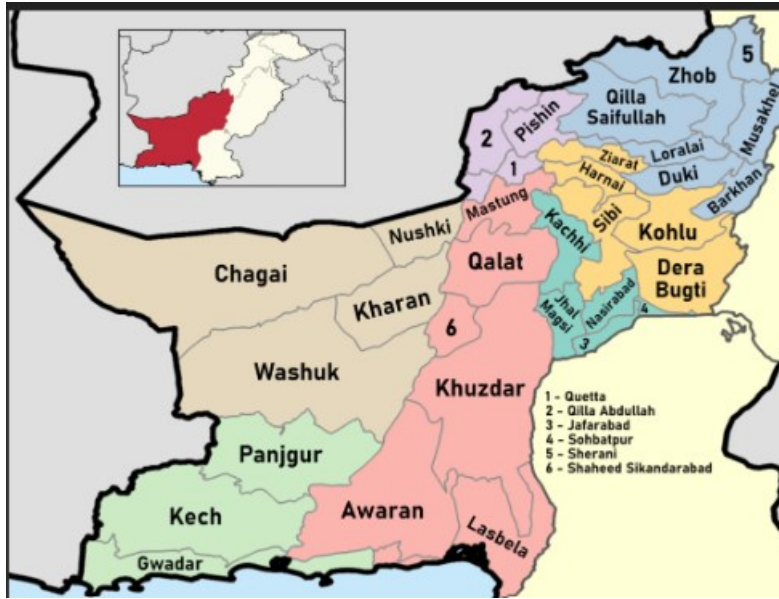 Zhob
5
Qilla
Saifullah
Musakhel
2
Pishin
Loralai
Ziarat
1
Duki
Harnai
Barkhan
Mastung
Sibi
Kachhi
Kohlu
Nushki
Qalat
Chagai
Dera
Bugti
Kharan
Jhal
Magsi
Nasirabad
4
6
3
Washuk
Khuzdar
1 - Quetta
2 - Qilla Abdullah
3 - Jafarabad
4 - Sohbatpur
5 - Sherani
6 - Shaheed Sikandarabad
Panjgur
Kech
Awaran
Lasbela
Gwadar